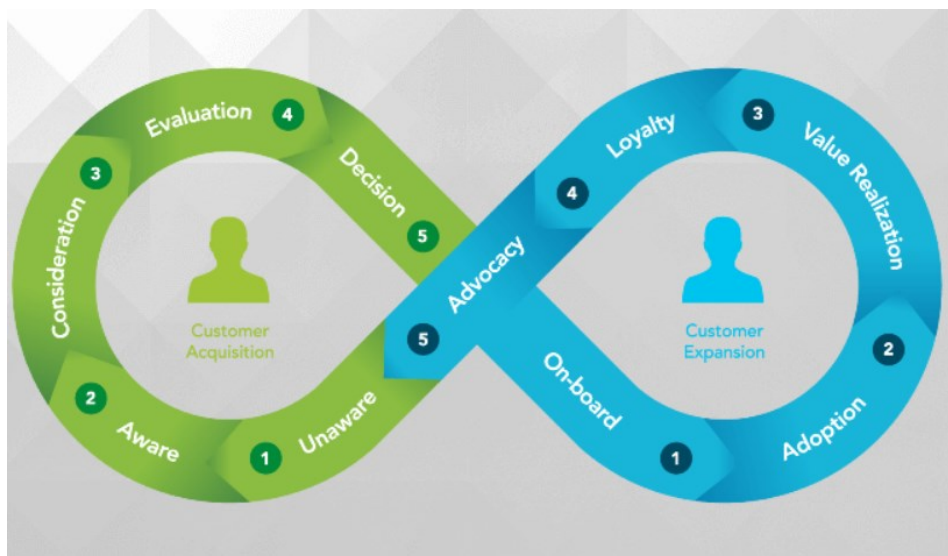 Unaware
1
Aware
2
Consideration
3
Evaluation
4
Decision
5
Customer
Acquisition
On-board
1
Adoption
2
Value Realization
3
Loyalty
4
Advocacy
5
Customer
Expansion